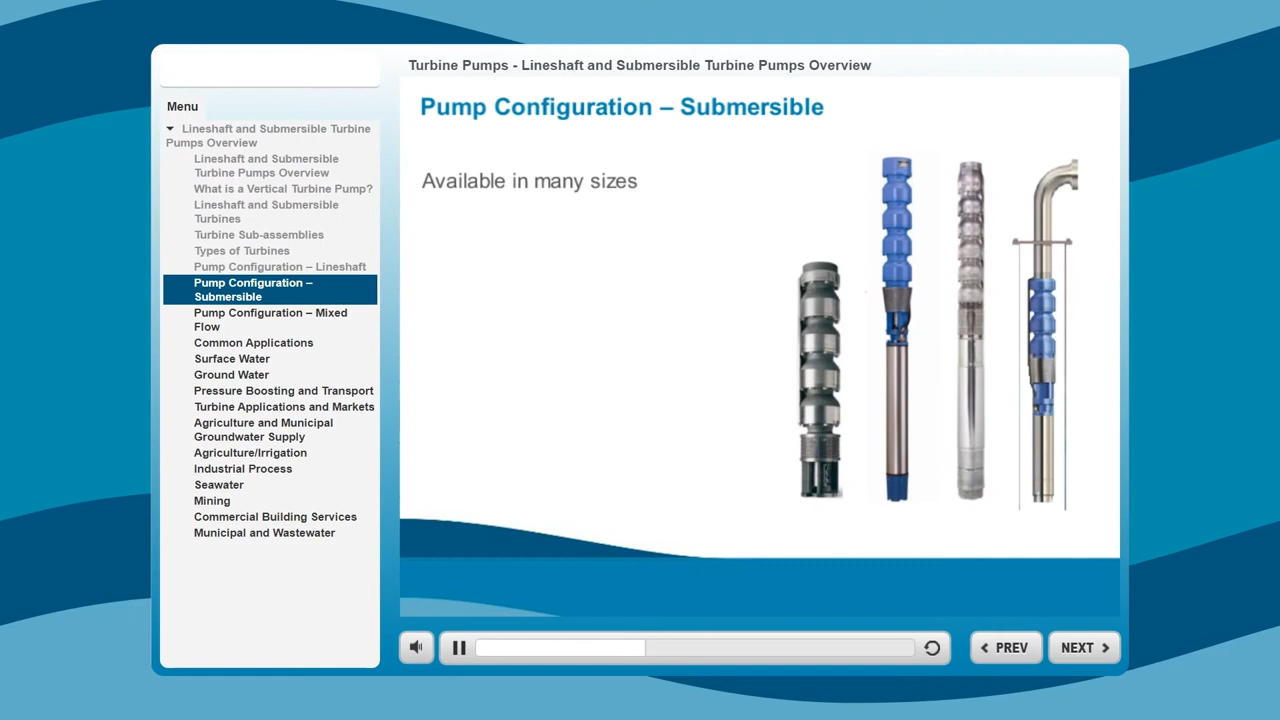 Turbine Pumps - Lineshaft and Submersible Turbine Pumps Overview
Menu
Lineshaft and Submersible Turbine
Pumps Overview
Lineshaft and Submersible
Turbine Pumps Overview
What is a Vertical Turbine Pump?
Lineshaft and Submersible
Turbines
Turbine Sub-assemblies
Types of Turbines
Pump Configuration – Lineshaft
Pump Configuration –
Submersible
Pump Configuration – Mixed
Flow
Common Applications
Surface Water
Ground Water
Pressure Boosting and Transport
Turbine Applications and Markets
Agriculture and Municipal
Groundwater Supply
Agriculture/Irrigation
Industrial Process
Seawater
Mining
Commercial Building Services
Municipal and Wastewater
Pump Configuration – Submersible
Available in many sizes
PREV
NEXT